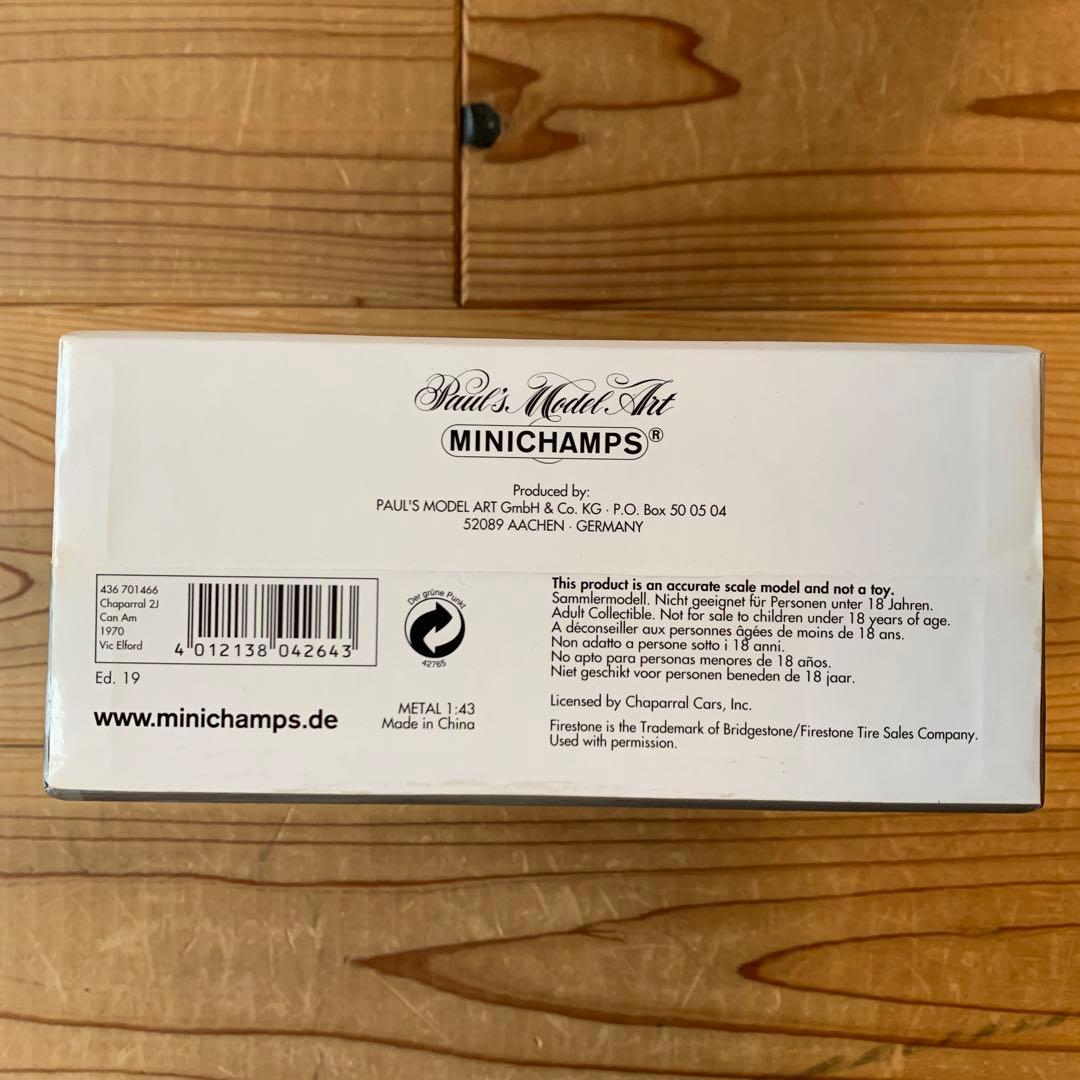 Paul's Model Art
MINICHAMPS®
Produced by:
PAUL'S MODEL ART GmbH & Co. KG · P.O. Box 50 05 04
52089 AACHEN · GERMANY
436 701466
Chaparral 2J
Can Am
1970
Vic Elford
4 012138 042643
Ed. 19
www.minichamps.de
Der grüne Punkt
42765
METAL 1:43
Made in China
This product is an accurate scale model and not a toy.
Sammlermodell. Nicht geeignet für Personen unter 18 Jahren.
Adult Collectible. Not for sale to children under 18 years of age.
A déconseiller aux personnes âgées de moins de 18 ans.
Non adatto a persone sotto i 18 anni.
No apto para personas menores de 18 años.
Niet geschikt voor personen beneden de 18 jaar.
Licensed by Chaparral Cars, Inc.
Firestone is the Trademark of Bridgestone/Firestone Tire Sales Company.
Used with permission.